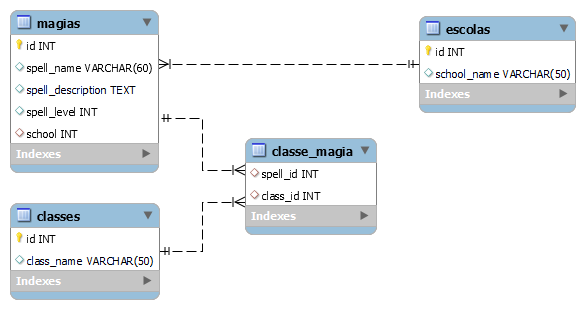 magias
id INT
spell_name VARCHAR(60)
spell_description TEXT
spell_level INT
school INT
Indexes
escolas
id INT
school_name VARCHAR(50)
Indexes
classe_magia
spell_id INT
class_id INT
Indexes
classes
id INT
class_name VARCHAR(50)
Indexes